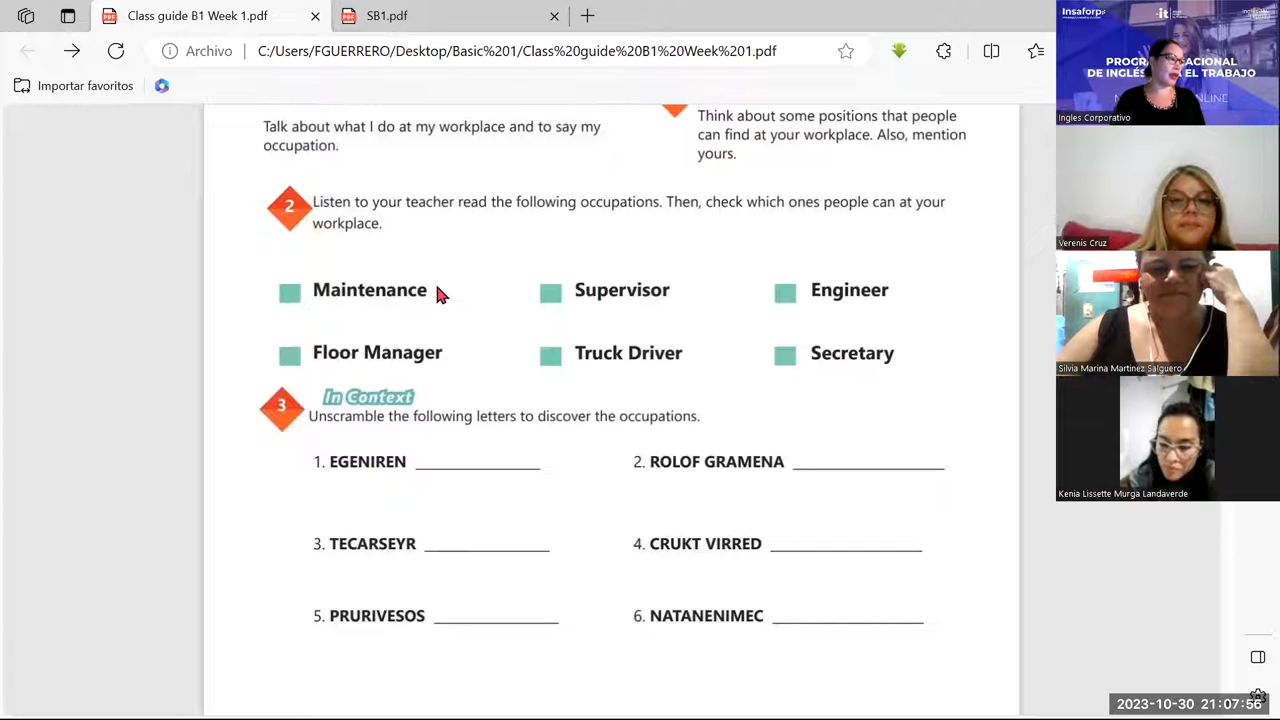 Class guide B1 Week 1.pdf
SB1.pdf
Archivo
C:/Users/FGUERRERO/Desktop/Basic%201/Class%20guide%20B1%20Week%201.pdf
Importar favoritos
Talk about what I do at my workplace and to say my
occupation.
Think about some positions that people
can find at your workplace. Also, mention
yours.
2
Listen to your teacher read the following occupations. Then, check which ones people can at your
workplace.
Maintenance
Supervisor
Engineer
Floor Manager
Truck Driver
Secretary
3
In Context
Unscramble the following letters to discover the occupations.
1. EGENIREN
2. ROLOF GRAMENA
3. TECARSEYR
4. CRUKT VIRRED
5. PRURIVESOS
6. NATANENIMEC
Insaforp
Ingles Corporativo
Verenis Cruz
Silvia Marina Martinez Salguero
Kenia Lissette Murga Landaverde
2023-10-30 21:07:56